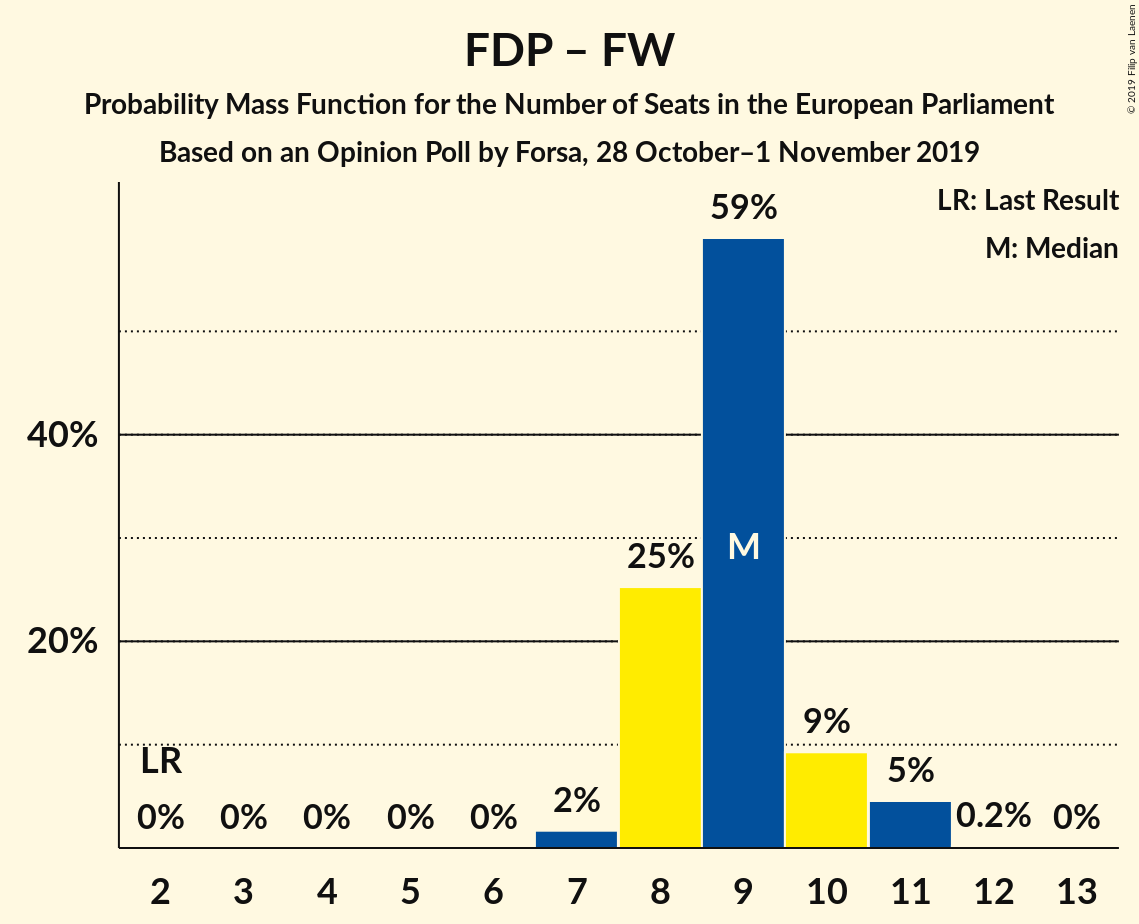 FDP – FW
Probability Mass Function for the Number of Seats in the European Parliament
Based on an Opinion Poll by Forsa, 28 October–1 November 2019
© 2019 Filip van Laenen
LR: Last Result
M: Median
59%
40%
25%
M
20%
9%
LR
5%
2%
0% 0% 0% 0% 0% 0.2% 0%
2 3 4 5 6 7 8 9 10 11 12 13